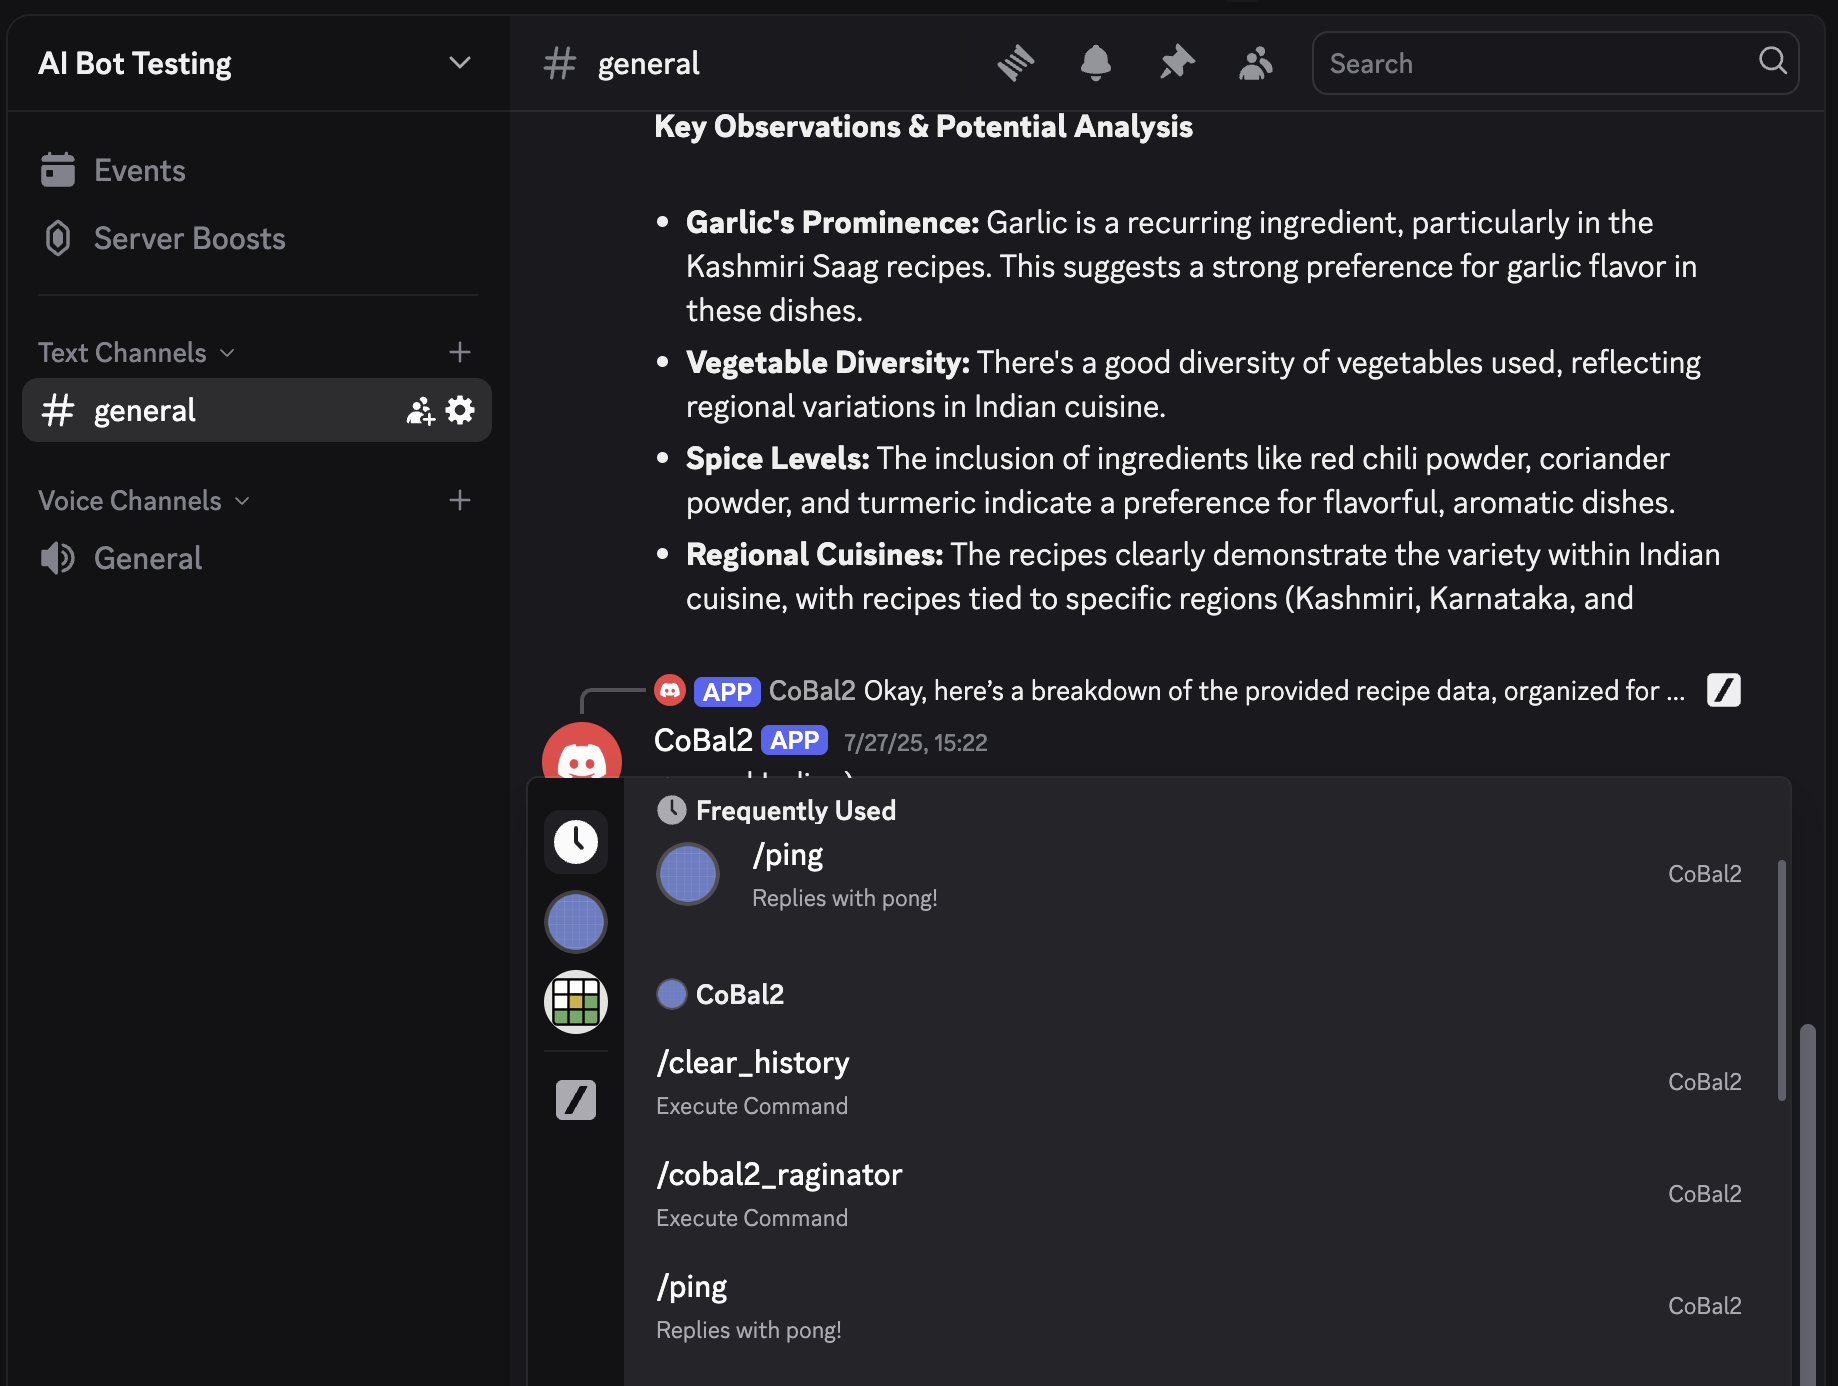 AI Bot Testing
Events
Server Boosts
Text Channels
general
Voice Channels
General
general
Search
Key Observations & Potential Analysis
Garlic's Prominence: Garlic is a recurring ingredient, particularly in the
Kashmiri Saag recipes. This suggests a strong preference for garlic flavor in
these dishes.
Vegetable Diversity: There's a good diversity of vegetables used, reflecting
regional variations in Indian cuisine.
Spice Levels: The inclusion of ingredients like red chili powder, coriander
powder, and turmeric indicate a preference for flavorful, aromatic dishes.
Regional Cuisines: The recipes clearly demonstrate the variety within Indian
cuisine, with recipes tied to specific regions (Kashmiri, Karnataka, and
APP CoBal2 Okay, here’s a breakdown of the provided recipe data, organized for ...
CoBal2 APP 7/27/25, 15:22
Frequently Used
/ping
CoBal2
Replies with pong!
CoBal2
/clear_history
CoBal2
Execute Command
/cobal2_raginator
CoBal2
Execute Command
/ping
CoBal2
Replies with pong!